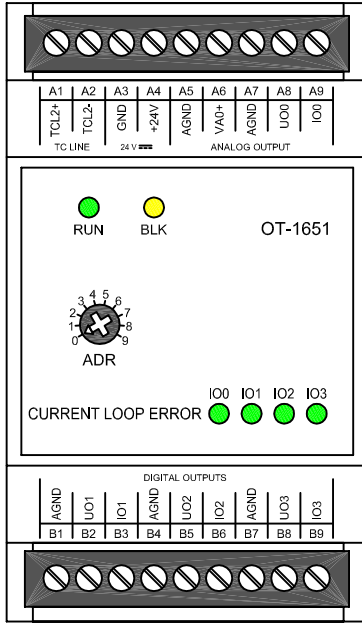 A1 A2 A3 A4 A5 A6 A7 A8 A9
TCL2+ TCL2- GND +24V AGND VA0+ AGND UO0 IO0
TC LINE 24 V ANALOG OUTPUT
RUN BLK OT-1651
0 1 2 3 4 5 6 7 8 9
ADR
IO0 IO1 IO2 IO3
CURRENT LOOP ERROR
DIGITAL OUTPUTS
AGND UO1 IO1 AGND UO2 IO2 AGND UO3 IO3
B1 B2 B3 B4 B5 B6 B7 B8 B9